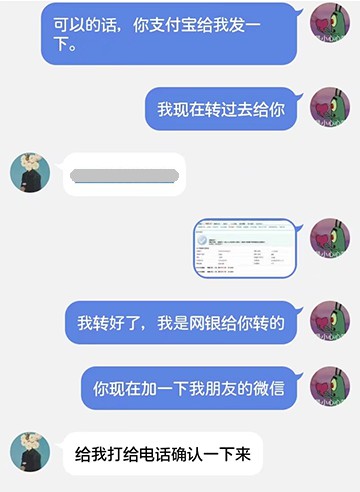 可以的话，你支付宝给我发一
下。
我现在转过去给你
我转好了，我是网银给你转的
你现在加一下我朋友的微信
给我打给电话确认一下来